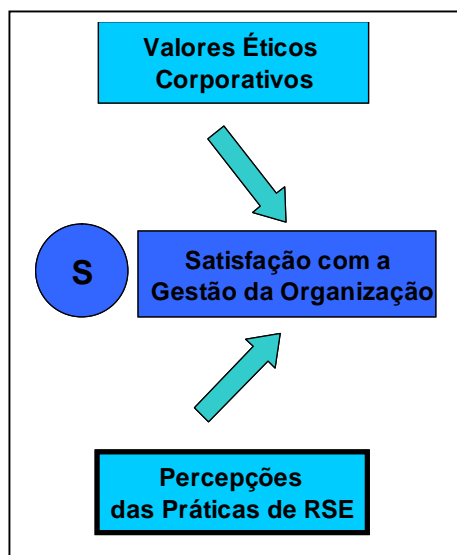 Valores Éticos
Corporativos
S
Satisfação com a
Gestão da Organização
Percepções
das Práticas de RSE